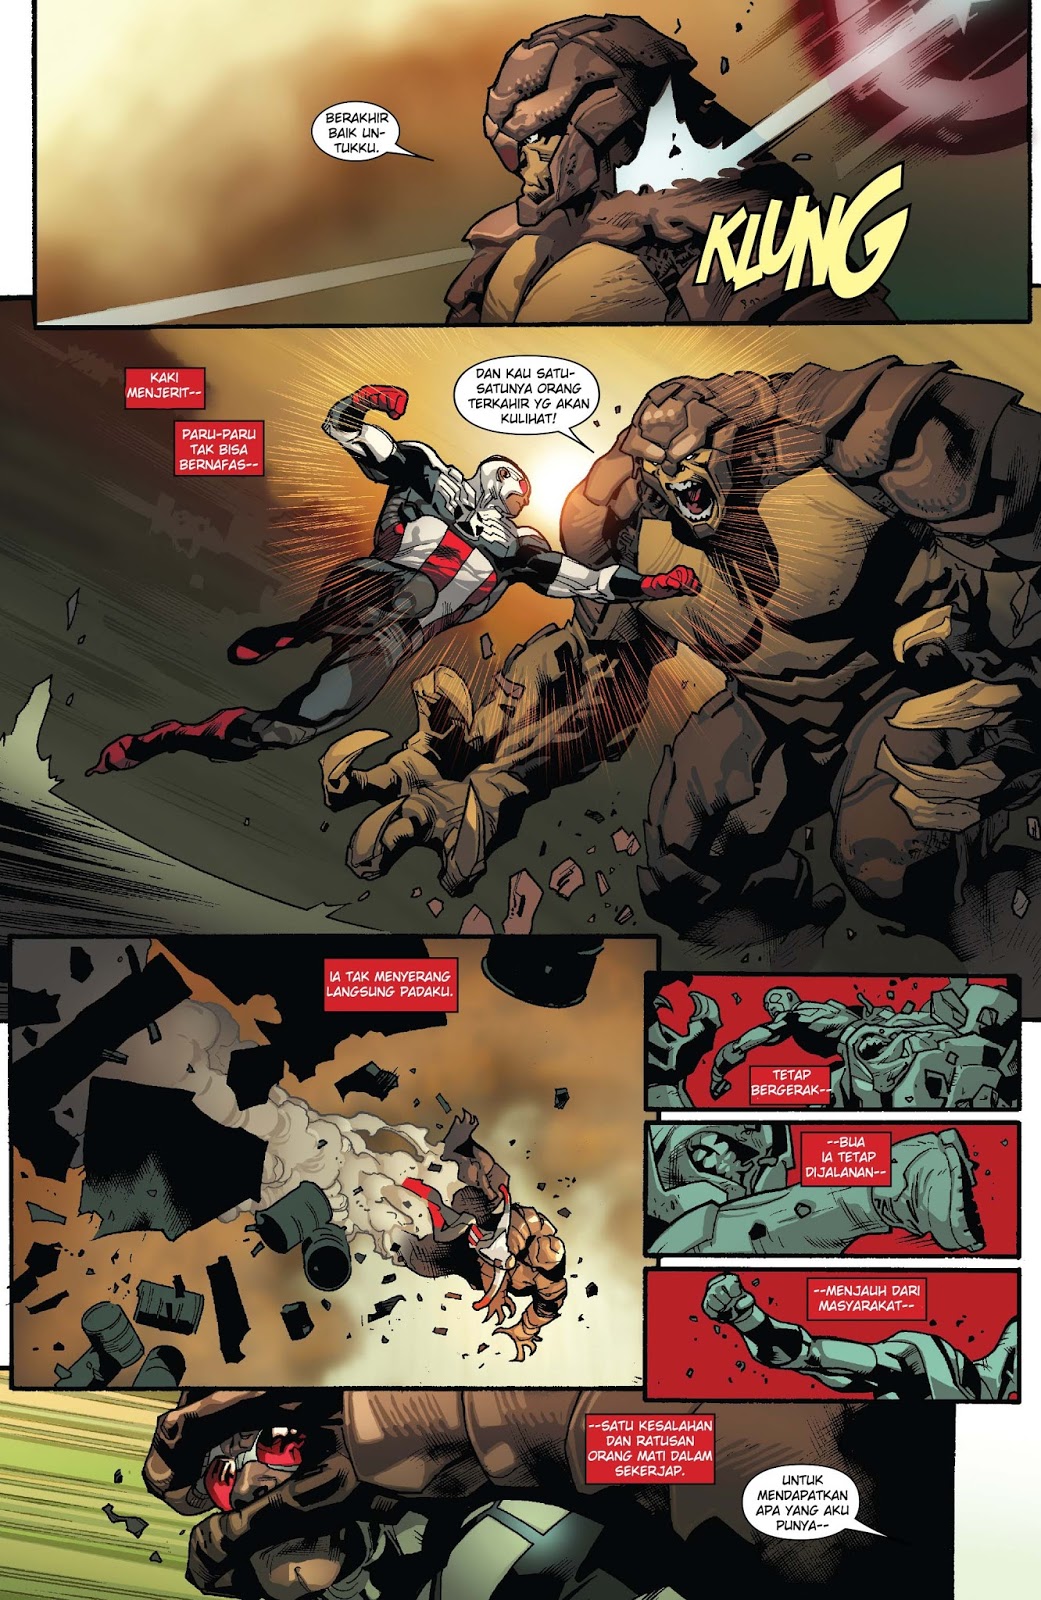 BERAKHIR
BAIK UN-
TUKKU.
KLUNG
KAKI
MENJERIT--
PARU-PARU
TAK BISA
BERNAFAS--
DAN KAU SATU-
SATUNYA ORANG
TERKAHIR YG AKAN
KULIHAT!
IA TAK MENYERANG
LANGSUNG PADAKU.
TETAP
BERGERAK--
--BUA
IA TETAP
DIJALANAN--
--MENJAUH DARI
MASYARAKAT--
--SATU KESALAHAN
DAN RATUSAN
ORANG MATI DALAM
SEKERJAP.
UNTUK
MENDAPATKAN
APA YANG AKU
PUNYA--